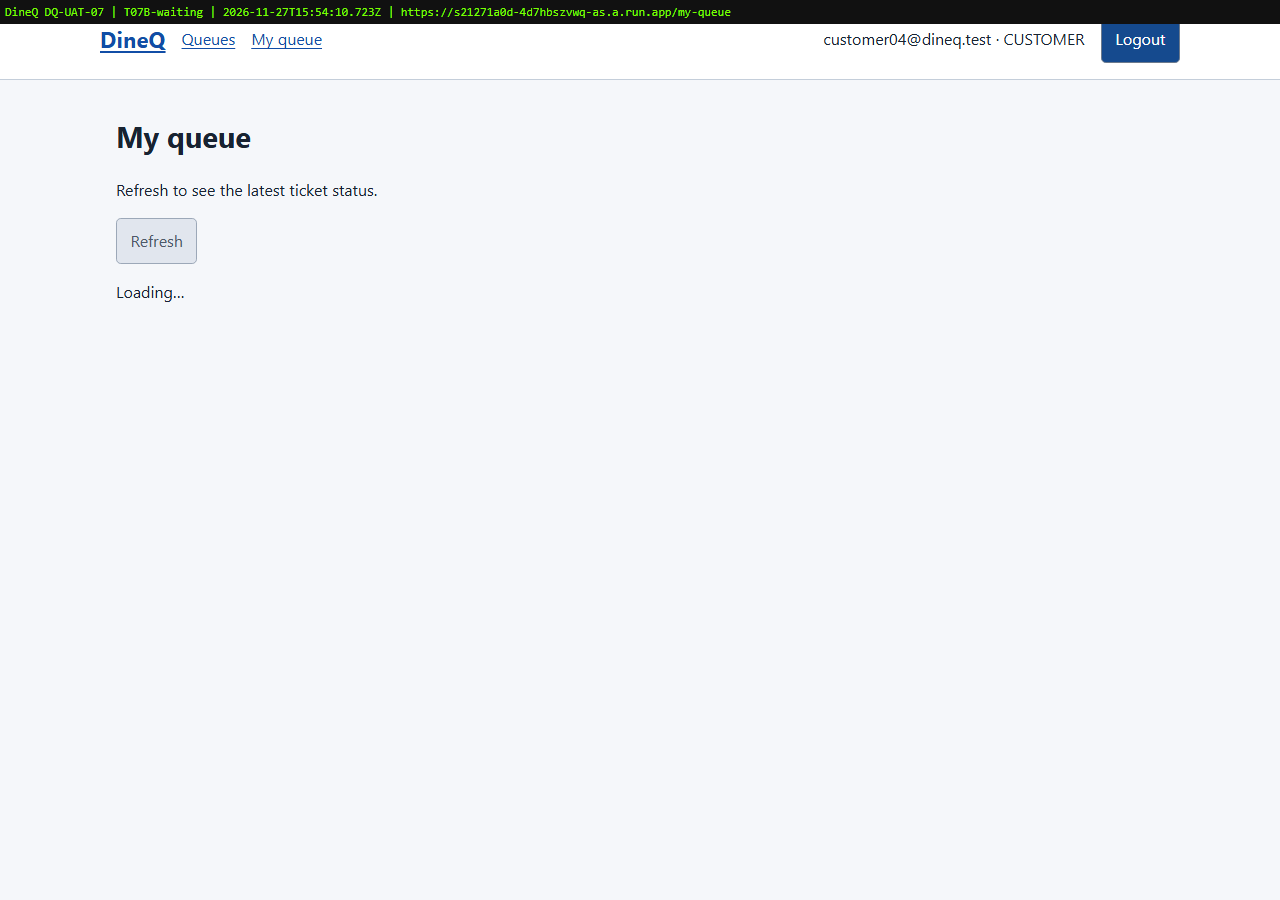 DineQ DQ-UAT-07 | T07B-waiting | 2026-11-27T15:54:10.723Z | https://s21271a0d-4d7hbszvwq-as.a.run.app/my-queue
DineQ Queues My queue customer04@dineq.test · CUSTOMER Logout
My queue
Refresh to see the latest ticket status.
Refresh
Loading...